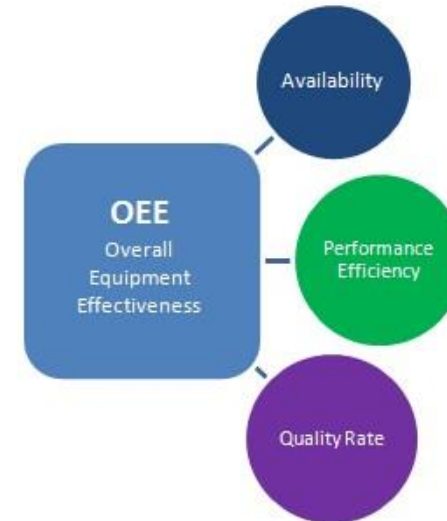 Availability
OEE
Overall
Equipment
Effectiveness
Performance
Efficiency
Quality Rate